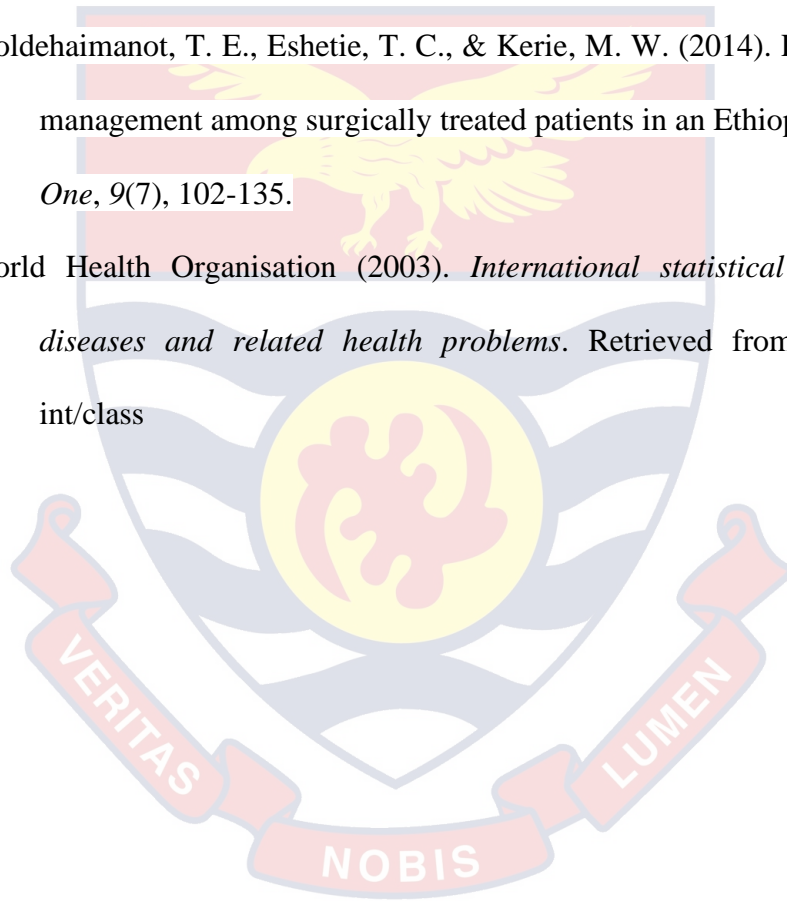 oldehaimanot, T. E., Eshetie, T. C., & Kerie, M. W. (2014).
management among surgically treated patients in an Ethiop
One, 9(7), 102-135.
orld Health Organisation (2003). International statistical
diseases and related health problems. Retrieved from
int/class
VERITAS
NOBIS
LUMEN